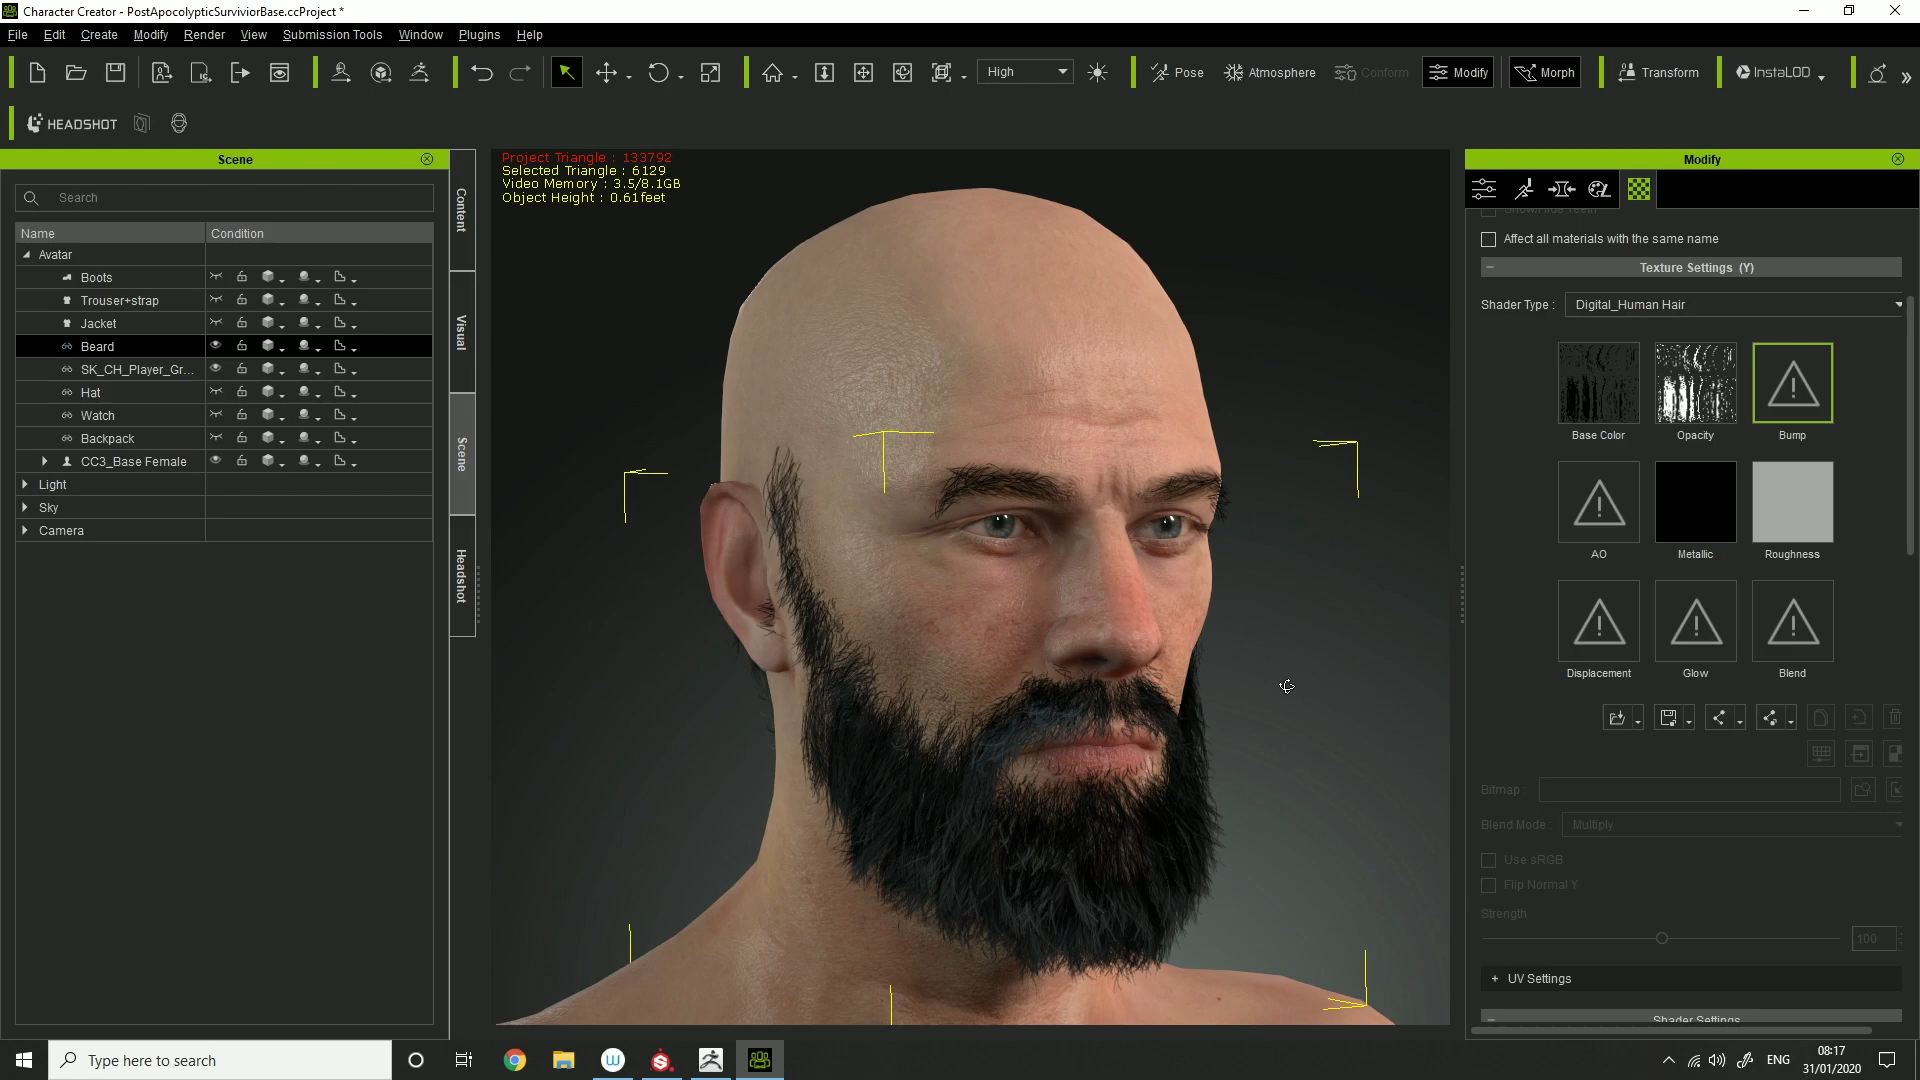 Character Creator - PostApocolypticSurviviorBase.ccProject *
File Edit Create Modify Render View Submission Tools Window Plugins Help
High Pose Atmosphere Conform Modify Morph Transform InstaLOD
HEADSHOT
Scene
Search
Name Condition
Avatar
Boots
Trouser+strap
Jacket
Beard
SK_CH_Player_Gr...
Hat
Watch
Backpack
CC3_Base Female
Light
Sky
Camera
Content
Visual
Scene
Headshot
Project Triangle : 133792
Selected Triangle : 6129
Video Memory : 3.5/8.1GB
Object Height : 0.61feet
Modify
Show/Hide Teeth
Affect all materials with the same name
Texture Settings (Y)
Shader Type : Digital_Human Hair
Base Color Opacity Bump
AO Metallic Roughness
Displacement Glow Blend
Bitmap :
Blend Mode : Multiply
Use sRGB
Flip Normal Y
Strength
100
+ UV Settings
Shader Settings
Type here to search
ENG
08:17
31/01/2020